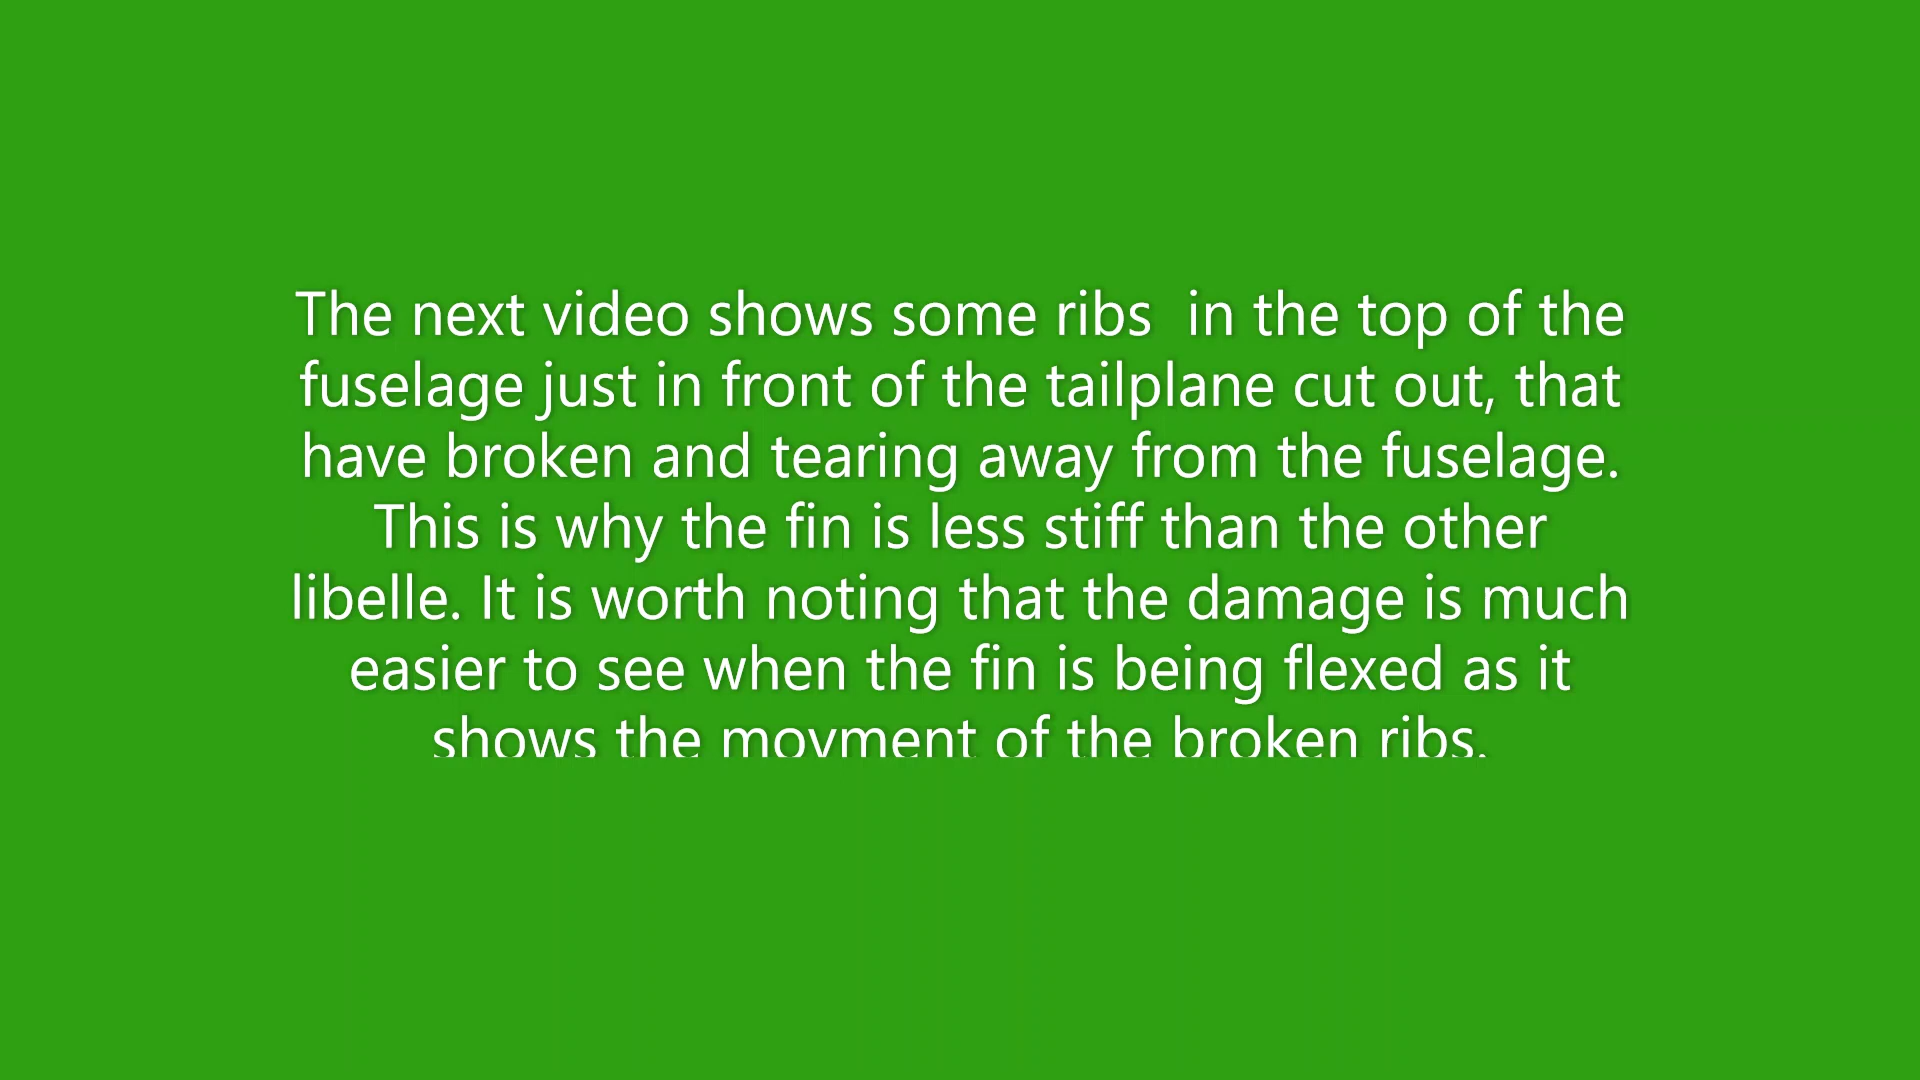 The next video shows some ribs  in the top of the
fuselage just in front of the tailplane cut out, that
have broken and tearing away from the fuselage.
This is why the fin is less stiff than the other
libelle. It is worth noting that the damage is much
easier to see when the fin is being flexed as it
shows the movment of the broken ribs.